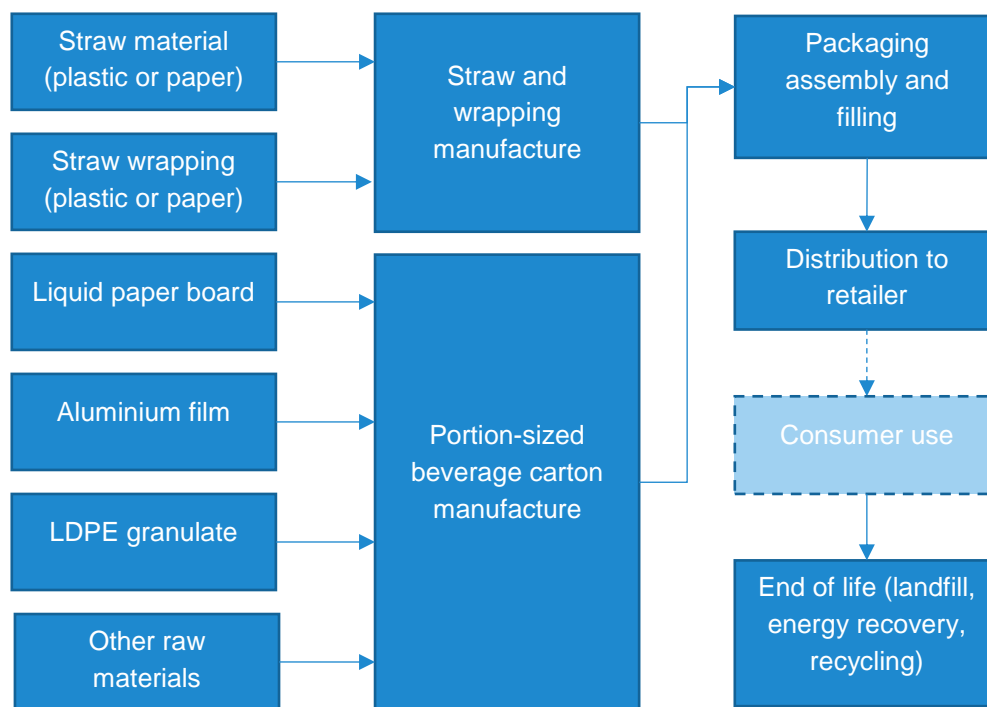 Straw material
(plastic or paper)
Straw wrapping
(plastic or paper)
Liquid paper board
Aluminium film
LDPE granulate
Other raw
materials
Straw and
wrapping
manufacture
Portion-sized
beverage carton
manufacture
Packaging
assembly and
filling
Distribution to
retailer
Consumer use
End of life (landfill,
energy recovery,
recycling)